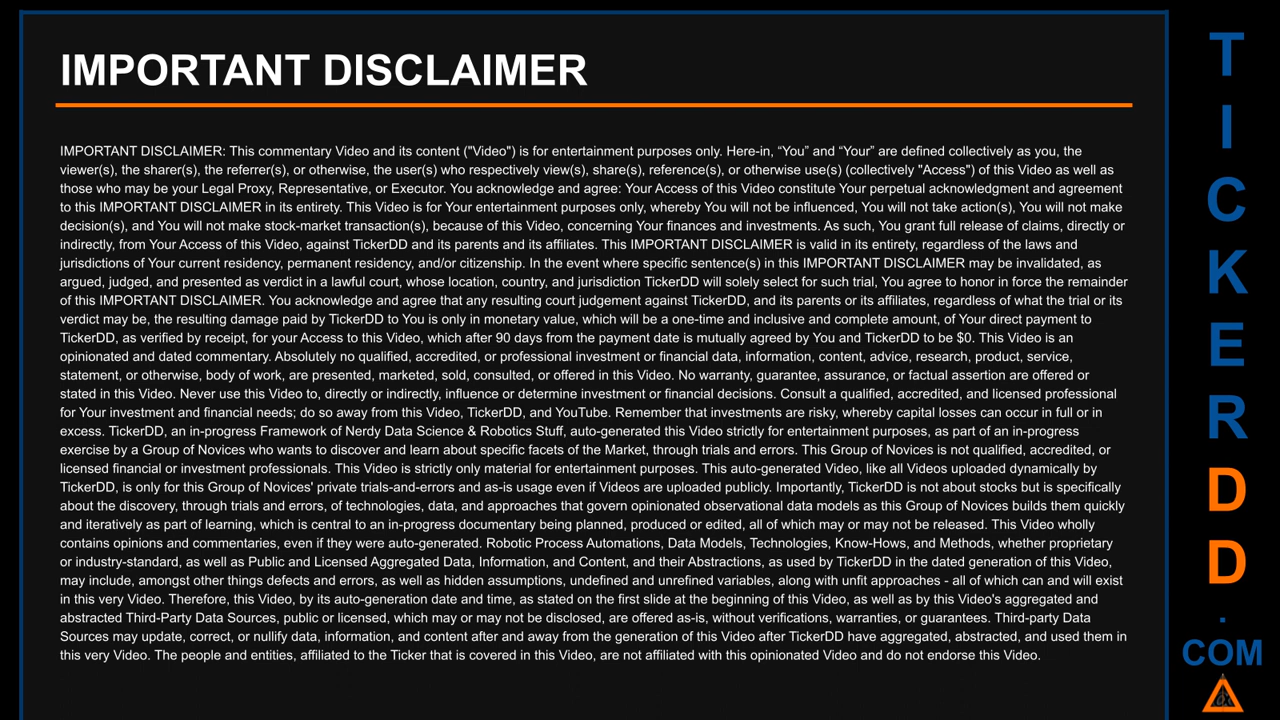 IMPORTANT DISCLAIMER
IMPORTANT DISCLAIMER: This commentary Video and its content ("Video") is for entertainment purposes only. Here-in, “You” and “Your” are defined collectively as you, the
viewer(s), the sharer(s), the referrer(s), or otherwise, the user(s) who respectively view(s), share(s), reference(s), or otherwise use(s) (collectively "Access") of this Video as well as
those who may be your Legal Proxy, Representative, or Executor. You acknowledge and agree: Your Access of this Video constitute Your perpetual acknowledgment and agreement
to this IMPORTANT DISCLAIMER in its entirety. This Video is for Your entertainment purposes only, whereby You will not be influenced, You will not take action(s), You will not make
decision(s), and You will not make stock-market transaction(s), because of this Video, concerning Your finances and investments. As such, You grant full release of claims, directly or
indirectly, from Your Access of this Video, against TickerDD and its parents and its affiliates. This IMPORTANT DISCLAIMER is valid in its entirety, regardless of the laws and
jurisdictions of Your current residency, permanent residency, and/or citizenship. In the event where specific sentence(s) in this IMPORTANT DISCLAIMER may be invalidated, as
argued, judged, and presented as verdict in a lawful court, whose location, country, and jurisdiction TickerDD will solely select for such trial, You agree to honor in force the remainder
of this IMPORTANT DISCLAIMER. You acknowledge and agree that any resulting court judgement against TickerDD, and its parents or its affiliates, regardless of what the trial or its
verdict may be, the resulting damage paid by TickerDD to You is only in monetary value, which will be a one-time and inclusive and complete amount, of Your direct payment to
TickerDD, as verified by receipt, for your Access to this Video, which after 90 days from the payment date is mutually agreed by You and TickerDD to be $0. This Video is an
opinionated and dated commentary. Absolutely no qualified, accredited, or professional investment or financial data, information, content, advice, research, product, service,
statement, or otherwise, body of work, are presented, marketed, sold, consulted, or offered in this Video. No warranty, guarantee, assurance, or factual assertion are offered or
stated in this Video. Never use this Video to, directly or indirectly, influence or determine investment or financial decisions. Consult a qualified, accredited, and licensed professional
for Your investment and financial needs; do so away from this Video, TickerDD, and YouTube. Remember that investments are risky, whereby capital losses can occur in full or in
excess. TickerDD, an in-progress Framework of Nerdy Data Science & Robotics Stuff, auto-generated this Video strictly for entertainment purposes, as part of an in-progress
exercise by a Group of Novices who wants to discover and learn about specific facets of the Market, through trials and errors. This Group of Novices is not qualified, accredited, or
licensed financial or investment professionals. This Video is strictly only material for entertainment purposes. This auto-generated Video, like all Videos uploaded dynamically by
TickerDD, is only for this Group of Novices' private trials-and-errors and as-is usage even if Videos are uploaded publicly. Importantly, TickerDD is not about stocks but is specifically
about the discovery, through trials and errors, of technologies, data, and approaches that govern opinionated observational data models as this Group of Novices builds them quickly
and iteratively as part of learning, which is central to an in-progress documentary being planned, produced or edited, all of which may or may not be released. This Video wholly
contains opinions and commentaries, even if they were auto-generated. Robotic Process Automations, Data Models, Technologies, Know-Hows, and Methods, whether proprietary
or industry-standard, as well as Public and Licensed Aggregated Data, Information, and Content, and their Abstractions, as used by TickerDD in the dated generation of this Video,
may include, amongst other things defects and errors, as well as hidden assumptions, undefined and unrefined variables, along with unfit approaches - all of which can and will exist
in this very Video. Therefore, this Video, by its auto-generation date and time, as stated on the first slide at the beginning of this Video, as well as by this Video's aggregated and
abstracted Third-Party Data Sources, public or licensed, which may or may not be disclosed, are offered as-is, without verifications, warranties, or guarantees. Third-party Data
Sources may update, correct, or nullify data, information, and content after and away from the generation of this Video after TickerDD have aggregated, abstracted, and used them in
this very Video. The people and entities, affiliated to the Ticker that is covered in this Video, are not affiliated with this opinionated Video and do not endorse this Video.
T
I
C
K
E
R
D
D
.
COM